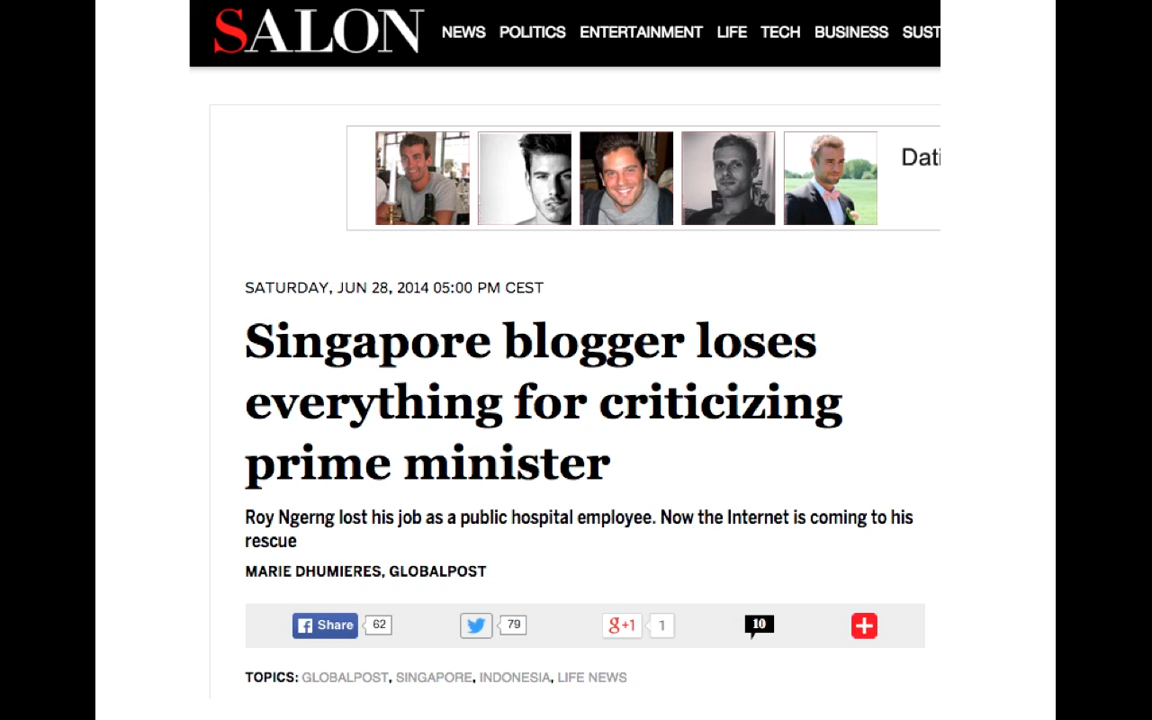 SALON NEWS POLITICS ENTERTAINMENT LIFE TECH BUSINESS SUST
Dati
SATURDAY, JUN 28, 2014 05:00 PM CEST
Singapore blogger loses
everything for criticizing
prime minister
Roy Ngerng lost his job as a public hospital employee. Now the Internet is coming to his
rescue
MARIE DHUMIERES, GLOBALPOST
Share 62 79 g+1 1 10
TOPICS: GLOBALPOST, SINGAPORE, INDONESIA, LIFE NEWS